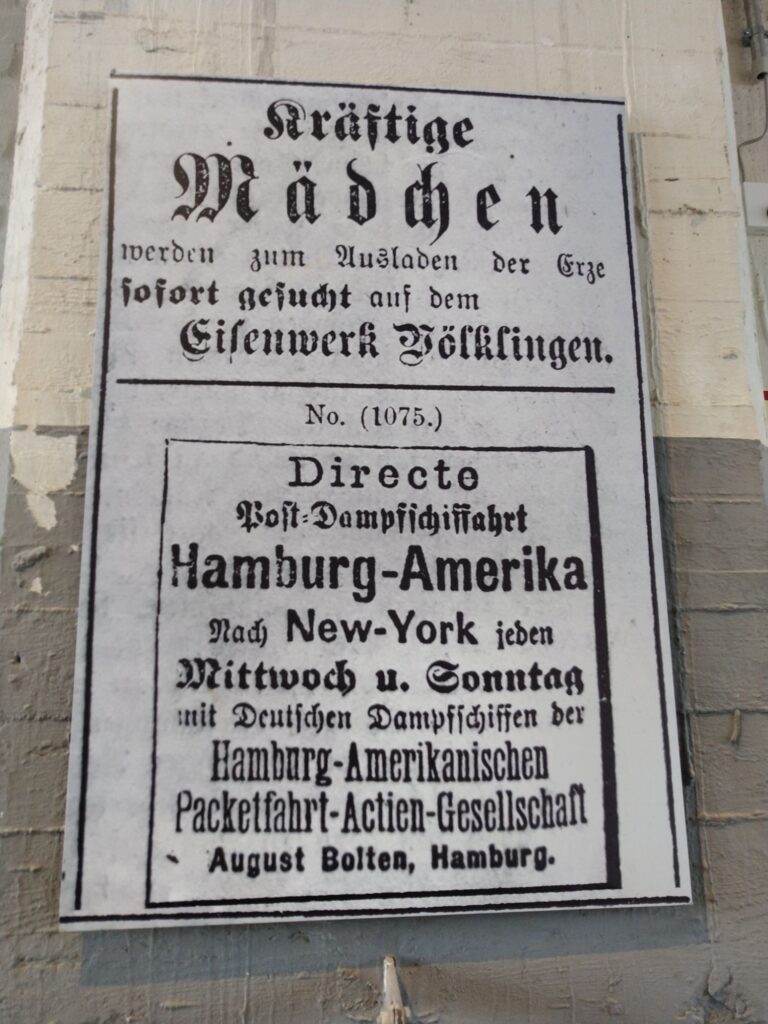 Kräftige
Mädchen
werden zum Ausladen der Erze
sofort gesucht auf dem
Eisenwerk Völklingen.
No. (1075.)
Directe
Post-Dampfschiffahrt
Hamburg-Amerika
Nach New-York jeden
Mittwoch u. Sonntag
mit Deutschen Dampfschiffen der
Hamburg-Amerikanischen
Packetfahrt-Actien-Gesellschaft
August Bolten, Hamburg.